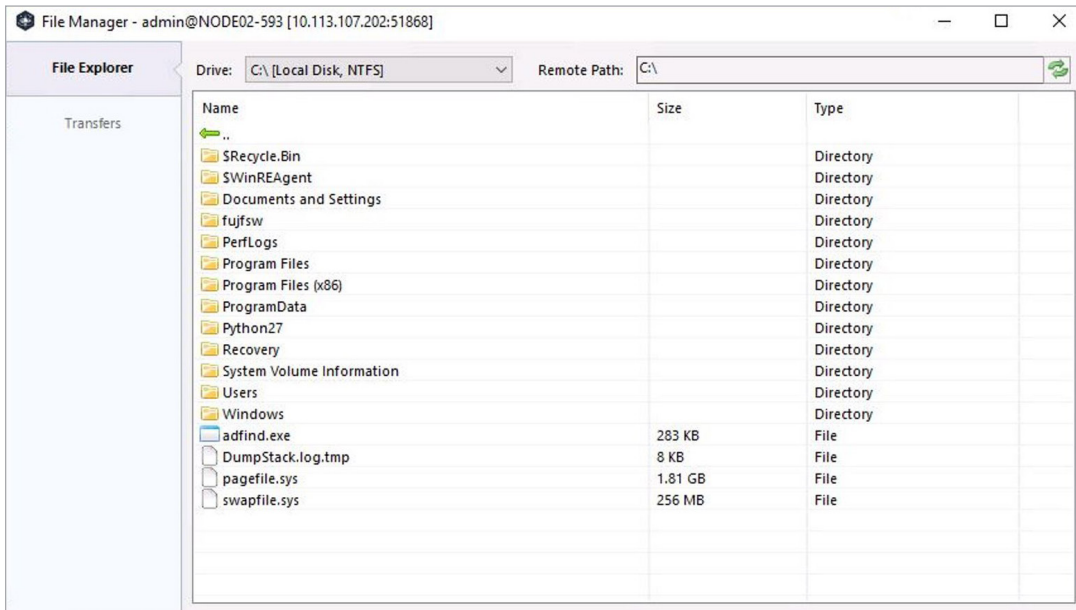 File Manager - admin@NODE02-593 [10.113.107.202:51868]
File Explorer
Transfers
Drive: C:\ [Local Disk, NTFS] Remote Path: C:\
Name Size Type
..
$Recycle.Bin Directory
$WinREAgent Directory
Documents and Settings Directory
fujfsw Directory
PerfLogs Directory
Program Files Directory
Program Files (x86) Directory
ProgramData Directory
Python27 Directory
Recovery Directory
System Volume Information Directory
Users Directory
Windows Directory
adfind.exe 283 KB File
DumpStack.log.tmp 8 KB File
pagefile.sys 1.81 GB File
swapfile.sys 256 MB File